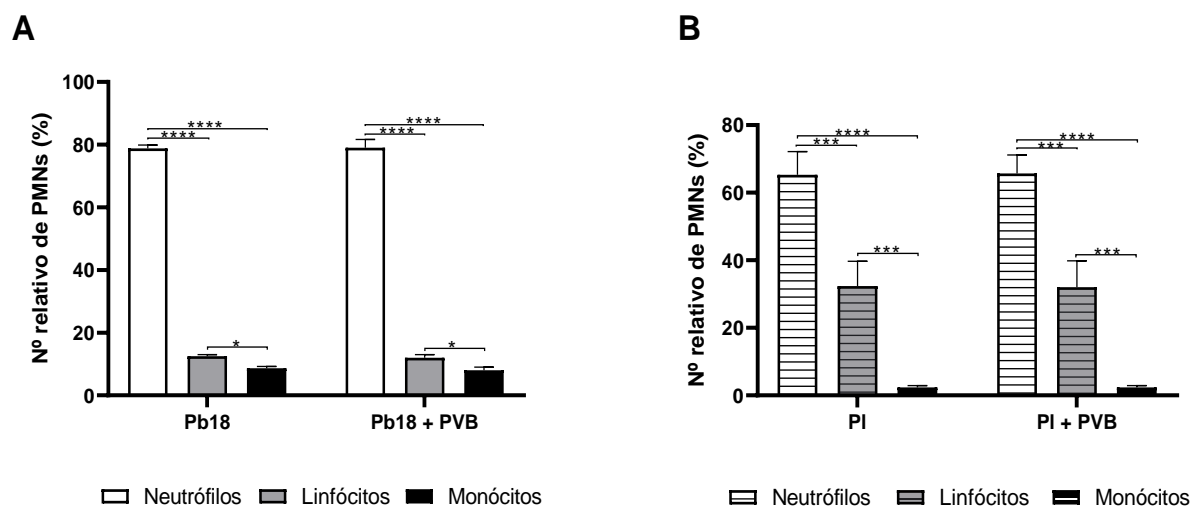 A
Nº relativo de PMNs (%)
100
80
60
40
20
0
****
****
*
****
****
*
Pb18
Pb18 + PVB
Neutrófilos
Linfócitos
Monócitos
B
Nº relativo de PMNs (%)
80
60
40
20
0
****
***
***
****
***
***
PI
PI + PVB
Neutrófilos
Linfócitos
Monócitos